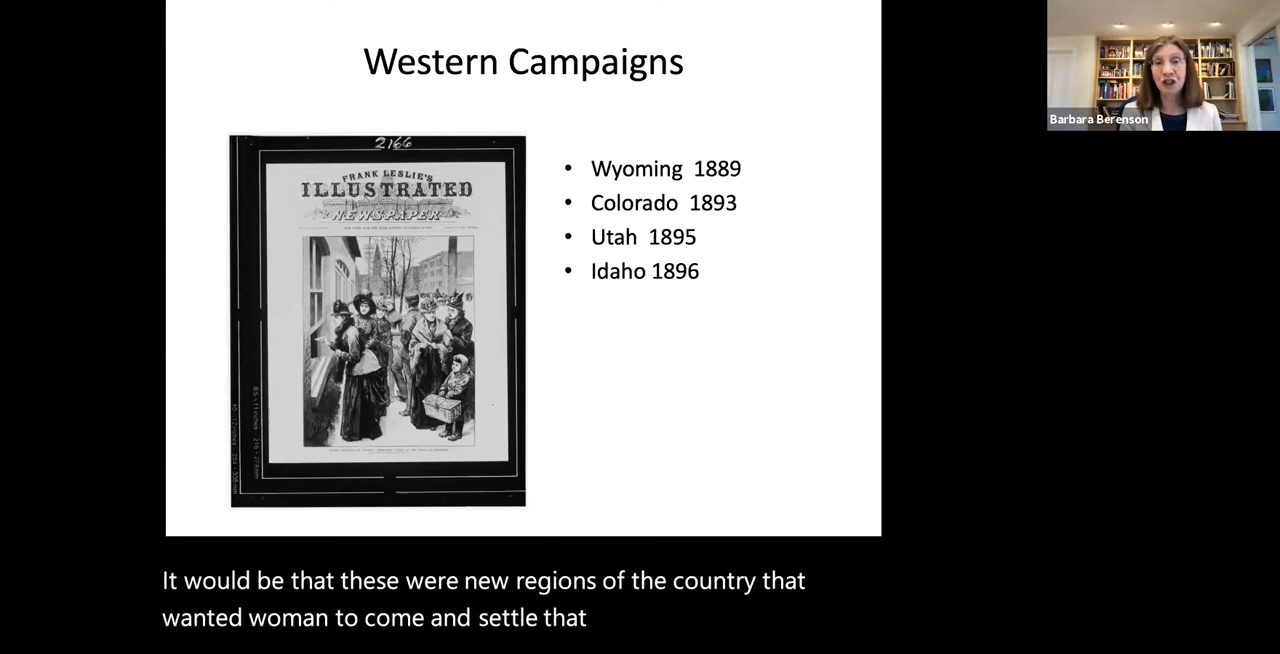 Western Campaigns
Barbara Berenson
2166
FRANK LESLIE'S
ILLUSTRATED
NEWSPAPER
• Wyoming 1889
• Colorado 1893
• Utah 1895
• Idaho 1896
It would be that these were new regions of the country that
wanted woman to come and settle that